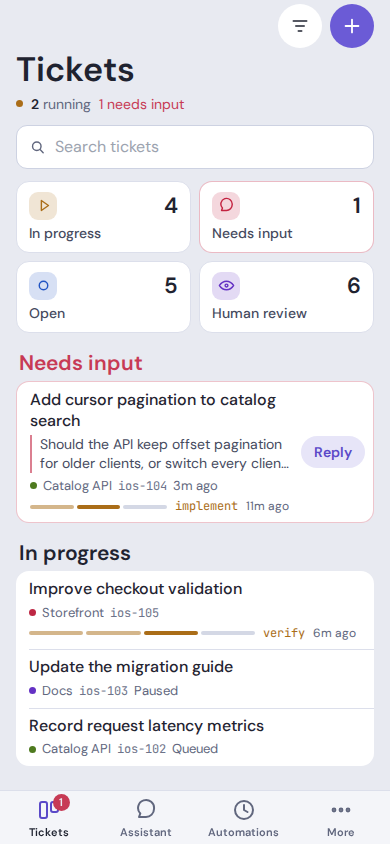 Tickets
2 running 1 needs input
Search tickets
4
In progress
1
Needs input
5
Open
6
Human review
Needs input
Add cursor pagination to catalog
search
Should the API keep offset pagination
for older clients, or switch every clien…
Reply
Catalog API ios-104 3m ago
implement 11m ago
In progress
Improve checkout validation
Storefront ios-105
verify 6m ago
Update the migration guide
Docs ios-103 Paused
Record request latency metrics
Catalog API ios-102 Queued
1
Tickets Assistant Automations More